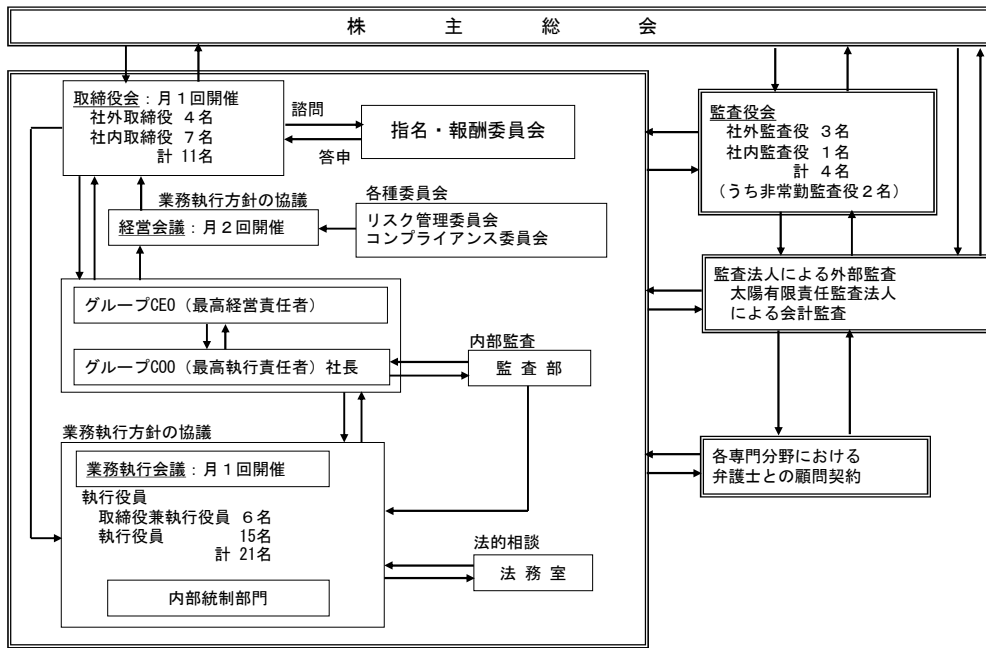 株主総会
取締役会：月１回開催
社外取締役 ４名
社内取締役 ７名
計 11名
諮問
答申
指名・報酬委員会
監査役会
社外監査役 ３名
社内監査役 １名
計 ４名
（うち非常勤監査役２名）
業務執行方針の協議
経営会議：月２回開催
各種委員会
リスク管理委員会
コンプライアンス委員会
監査法人による外部監査
太陽有限責任監査法人
による会計監査
グループCEO（最高経営責任者）
グループCOO（最高執行責任者）社長
内部監査
監査部
業務執行方針の協議
業務執行会議：月１回開催
執行役員
取締役兼執行役員 ６名
執行役員 15名
計 21名
内部統制部門
法的相談
法務室
各専門分野における
弁護士との顧問契約